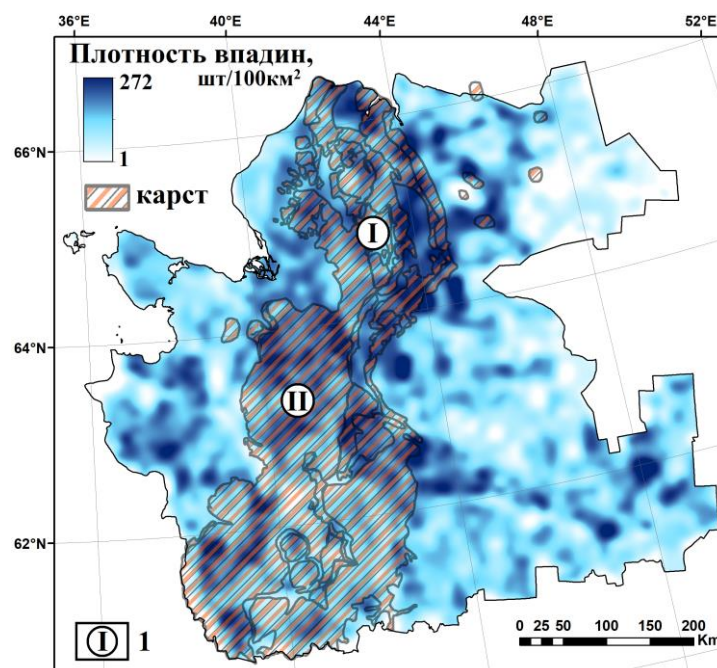 36°E 40°E 44°E 48°E 52°E
Плотность впадин,
шт/100км²
272
1
карст
66°N
64°N
62°N
I
II
I 1
0 25 50 100 150 200
Km